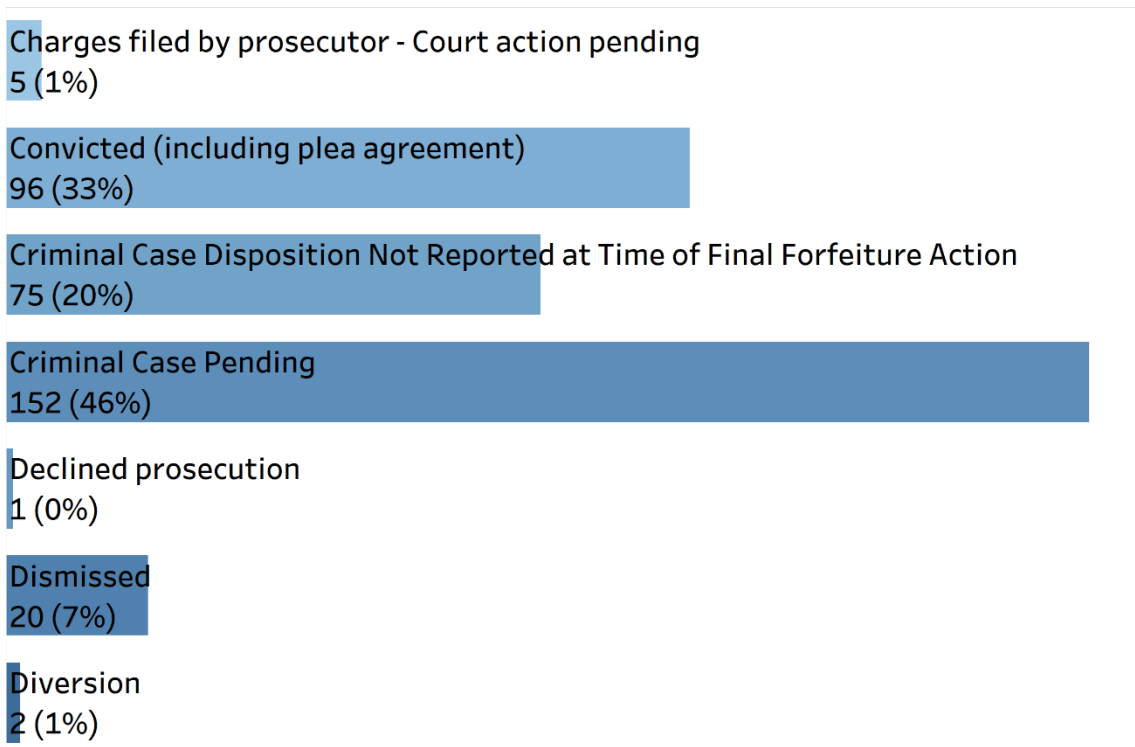 Charges filed by prosecutor - Court action pending
5 (1%)
Convicted (including plea agreement)
96 (33%)
Criminal Case Disposition Not Reported at Time of Final Forfeiture Action
75 (20%)
Criminal Case Pending
152 (46%)
Declined prosecution
1 (0%)
Dismissed
20 (7%)
Diversion
2 (1%)